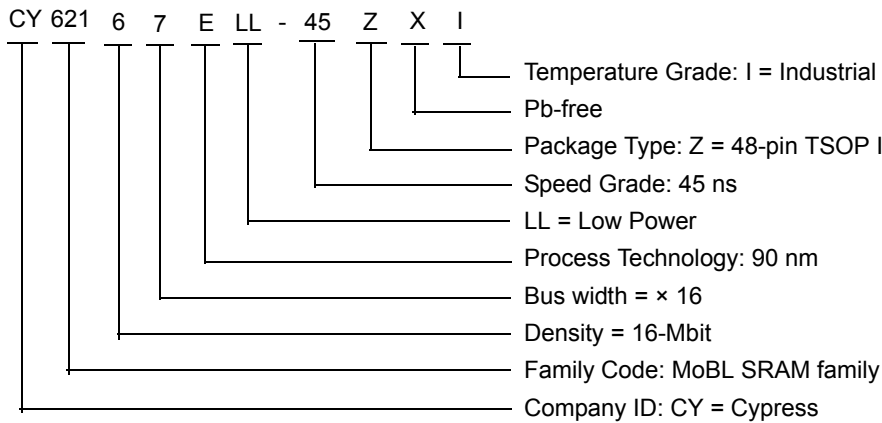 CY 621 6 7 E LL - 45 Z X I
Temperature Grade: I = Industrial
Pb-free
Package Type: Z = 48-pin TSOP I
Speed Grade: 45 ns
LL = Low Power
Process Technology: 90 nm
Bus width = × 16
Density = 16-Mbit
Family Code: MoBL SRAM family
Company ID: CY = Cypress